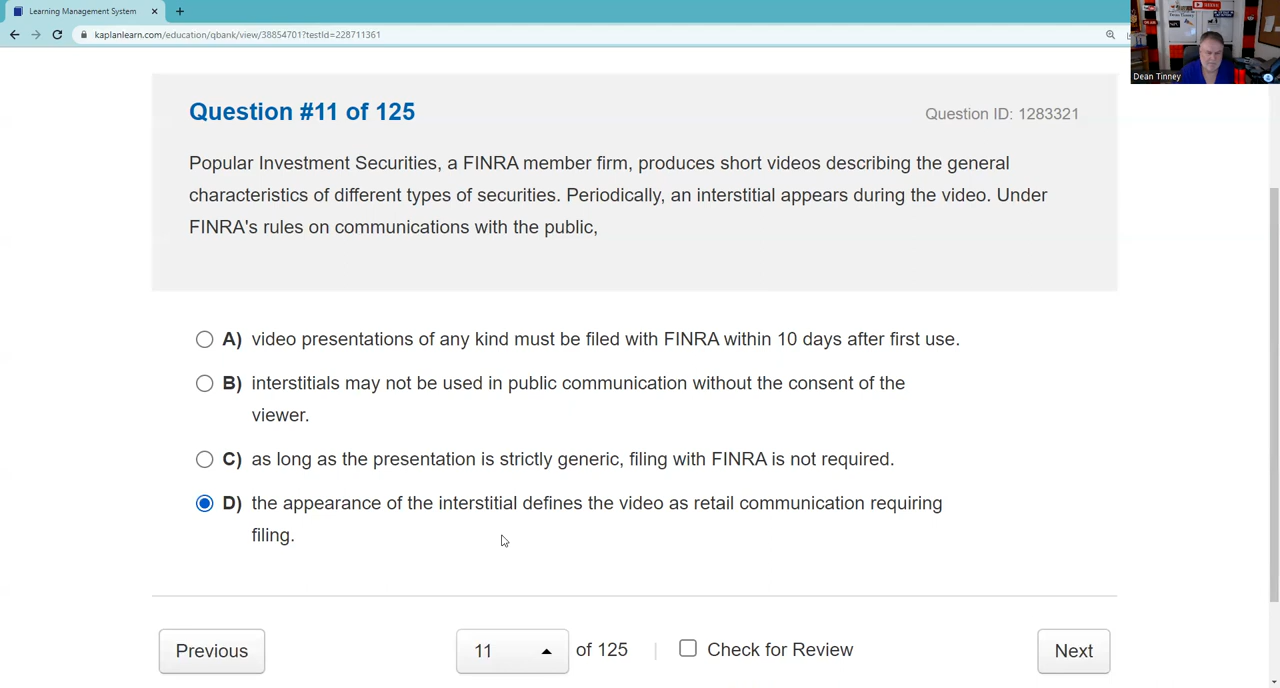 Learning Management System
kaplanlearn.com/education/qbank/view/38854701?testId=228711361
Dean Tinney
Question #11 of 125
Question ID: 1283321
Popular Investment Securities, a FINRA member firm, produces short videos describing the general
characteristics of different types of securities. Periodically, an interstitial appears during the video. Under
FINRA's rules on communications with the public,
A) video presentations of any kind must be filed with FINRA within 10 days after first use.
B) interstitials may not be used in public communication without the consent of the
viewer.
C) as long as the presentation is strictly generic, filing with FINRA is not required.
D) the appearance of the interstitial defines the video as retail communication requiring
filing.
Previous
11
of 125
Check for Review
Next